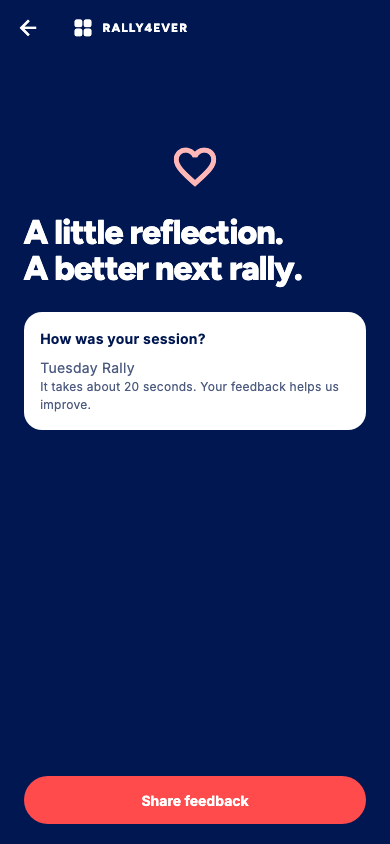 RALLY4EVER
A little reflection.
A better next rally.
How was your session?
Tuesday Rally
It takes about 20 seconds. Your feedback helps us
improve.
Share feedback